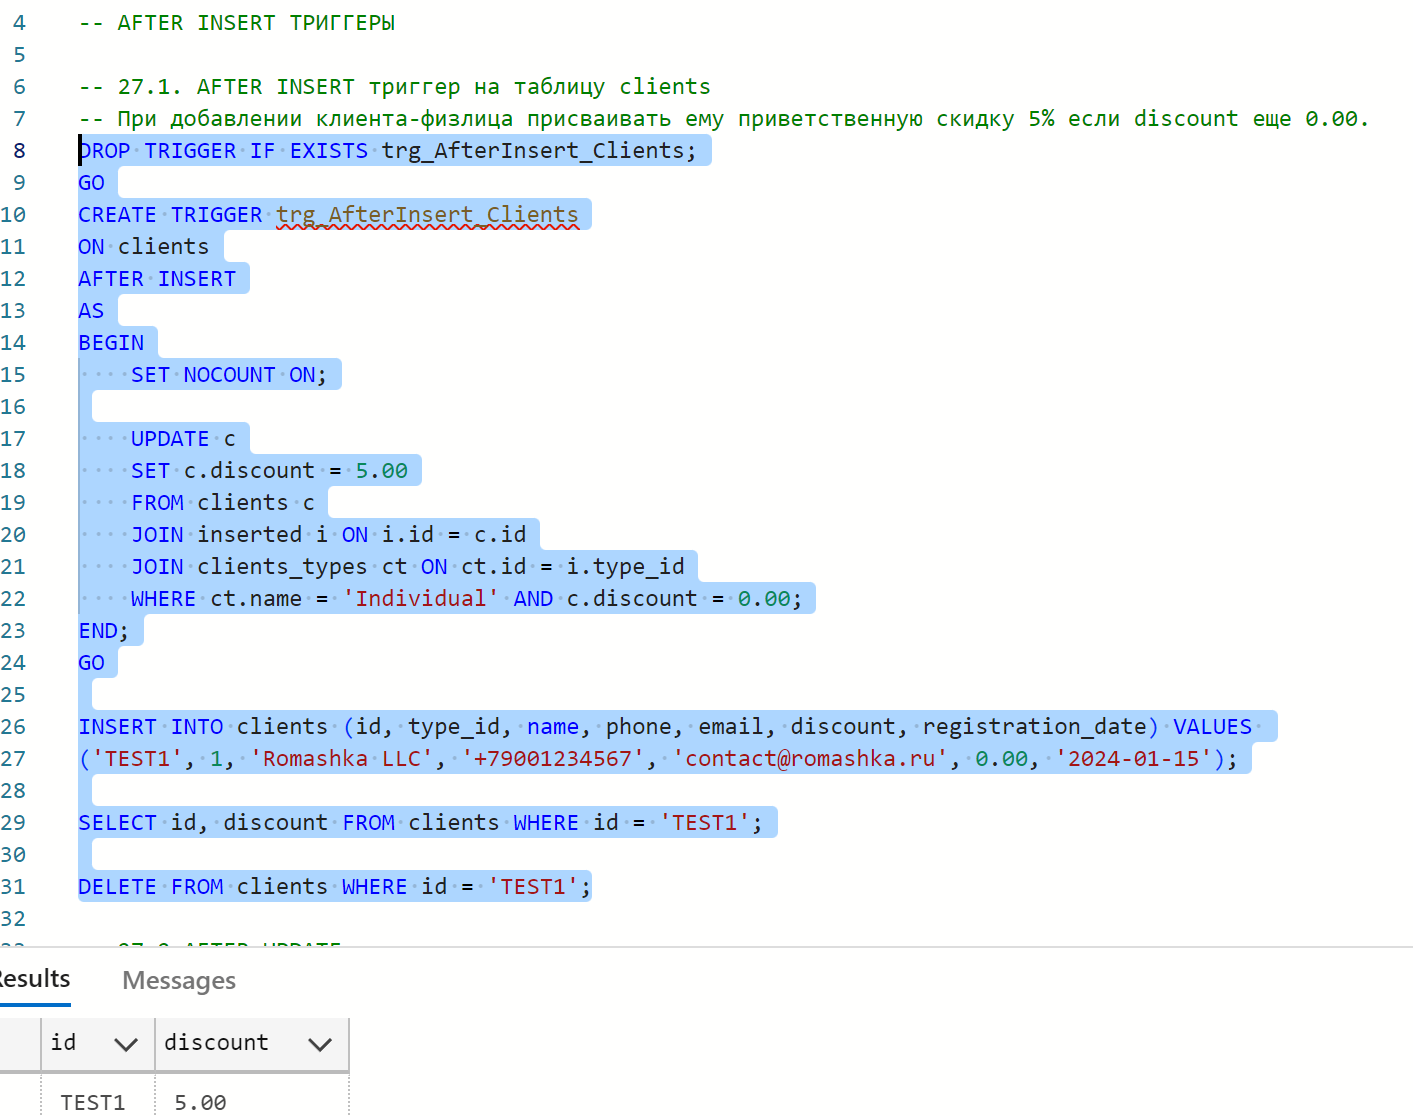 4 -- AFTER INSERT ТРИГГЕРЫ
5
6 -- 27.1. AFTER INSERT триггер на таблицу clients
7 -- При добавлении клиента-физлица присваивать ему приветственную скидку 5% если discount еще 0.00.
8 DROP TRIGGER IF EXISTS trg_AfterInsert_Clients;
9 GO
10 CREATE TRIGGER trg_AfterInsert_Clients
11 ON clients
12 AFTER INSERT
13 AS
14 BEGIN
15 SET NOCOUNT ON;
16
17 UPDATE c
18 SET c.discount = 5.00
19 FROM clients c
20 JOIN inserted i ON i.id = c.id
21 JOIN clients_types ct ON ct.id = i.type_id
22 WHERE ct.name = 'Individual' AND c.discount = 0.00;
23 END;
24 GO
25
26 INSERT INTO clients (id, type_id, name, phone, email, discount, registration_date) VALUES
27 ('TEST1', 1, 'Romashka LLC', '+79001234567', 'contact@romashka.ru', 0.00, '2024-01-15');
28
29 SELECT id, discount FROM clients WHERE id = 'TEST1';
30
31 DELETE FROM clients WHERE id = 'TEST1';
32
Results Messages
id discount
TEST1 5.00